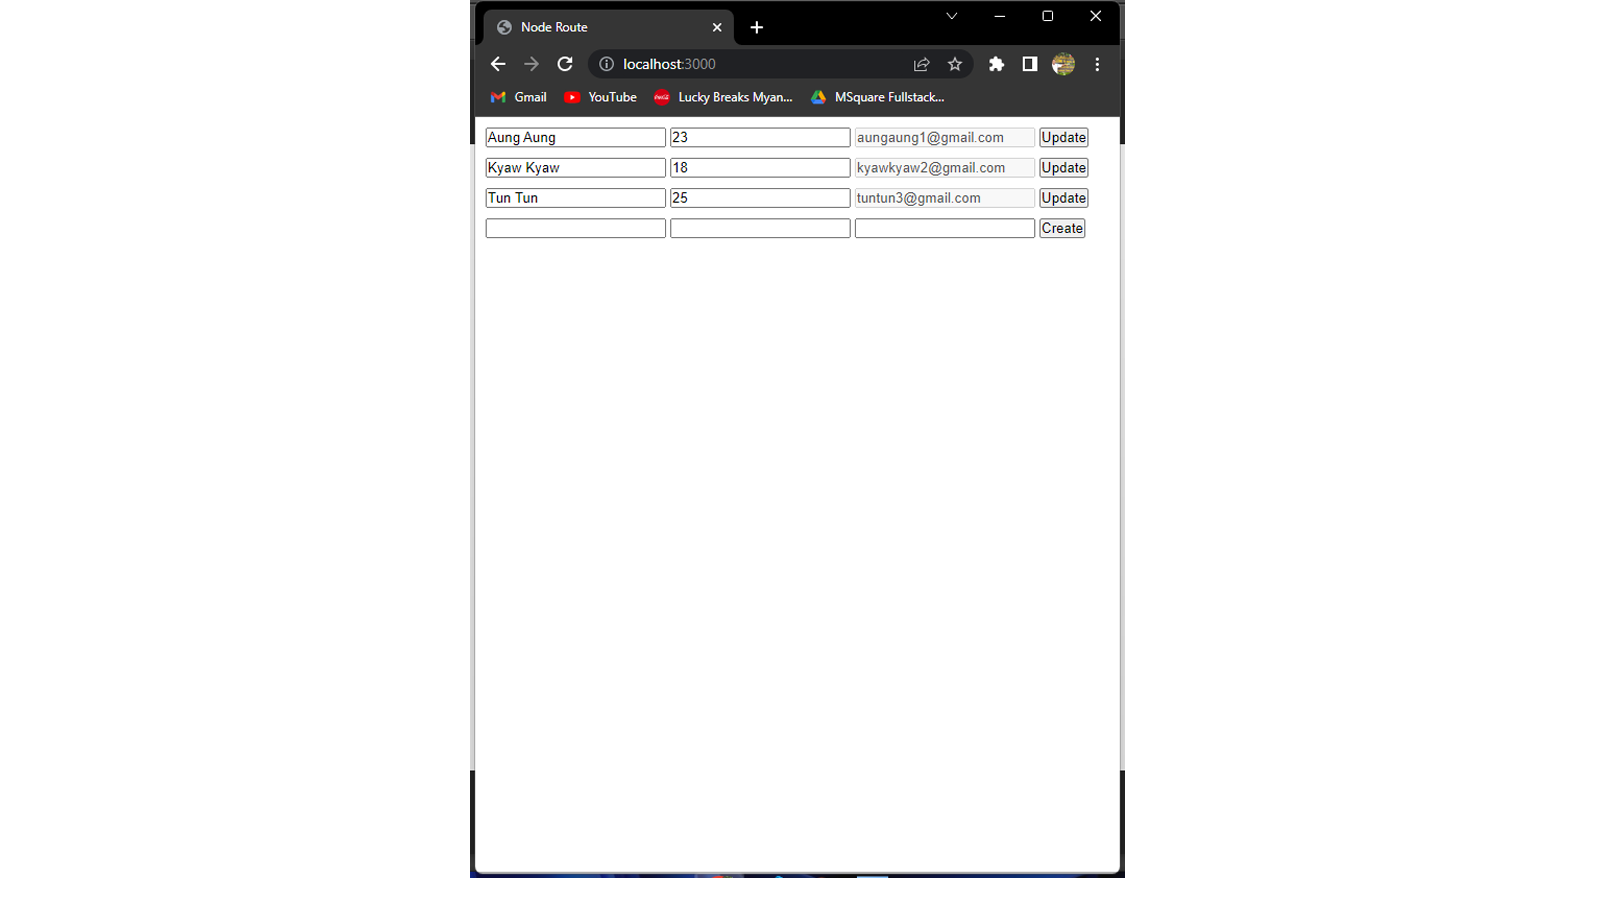 Node Route
localhost:3000
Gmail YouTube Lucky Breaks Myan... MSquare Fullstack...
Aung Aung 23 aungaung1@gmail.com Update
Kyaw Kyaw 18 kyawkyaw2@gmail.com Update
Tun Tun 25 tuntun3@gmail.com Update
Create